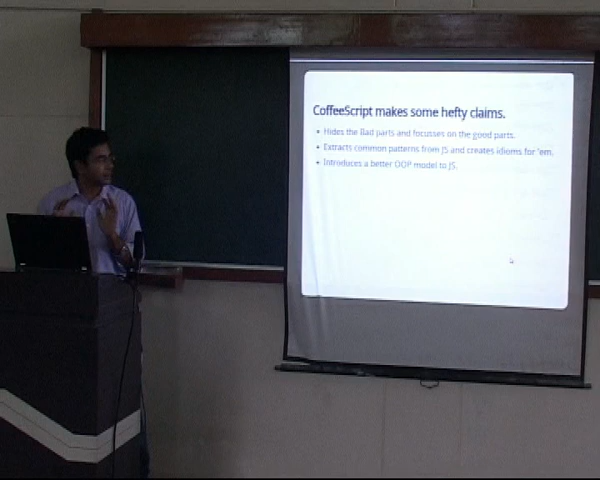 CoffeeScript makes some hefty claims.
Hides the Bad parts and focusses on the good parts.
Extracts common patterns from JS and creates idioms for 'em.
Introduces a better OOP model to JS.